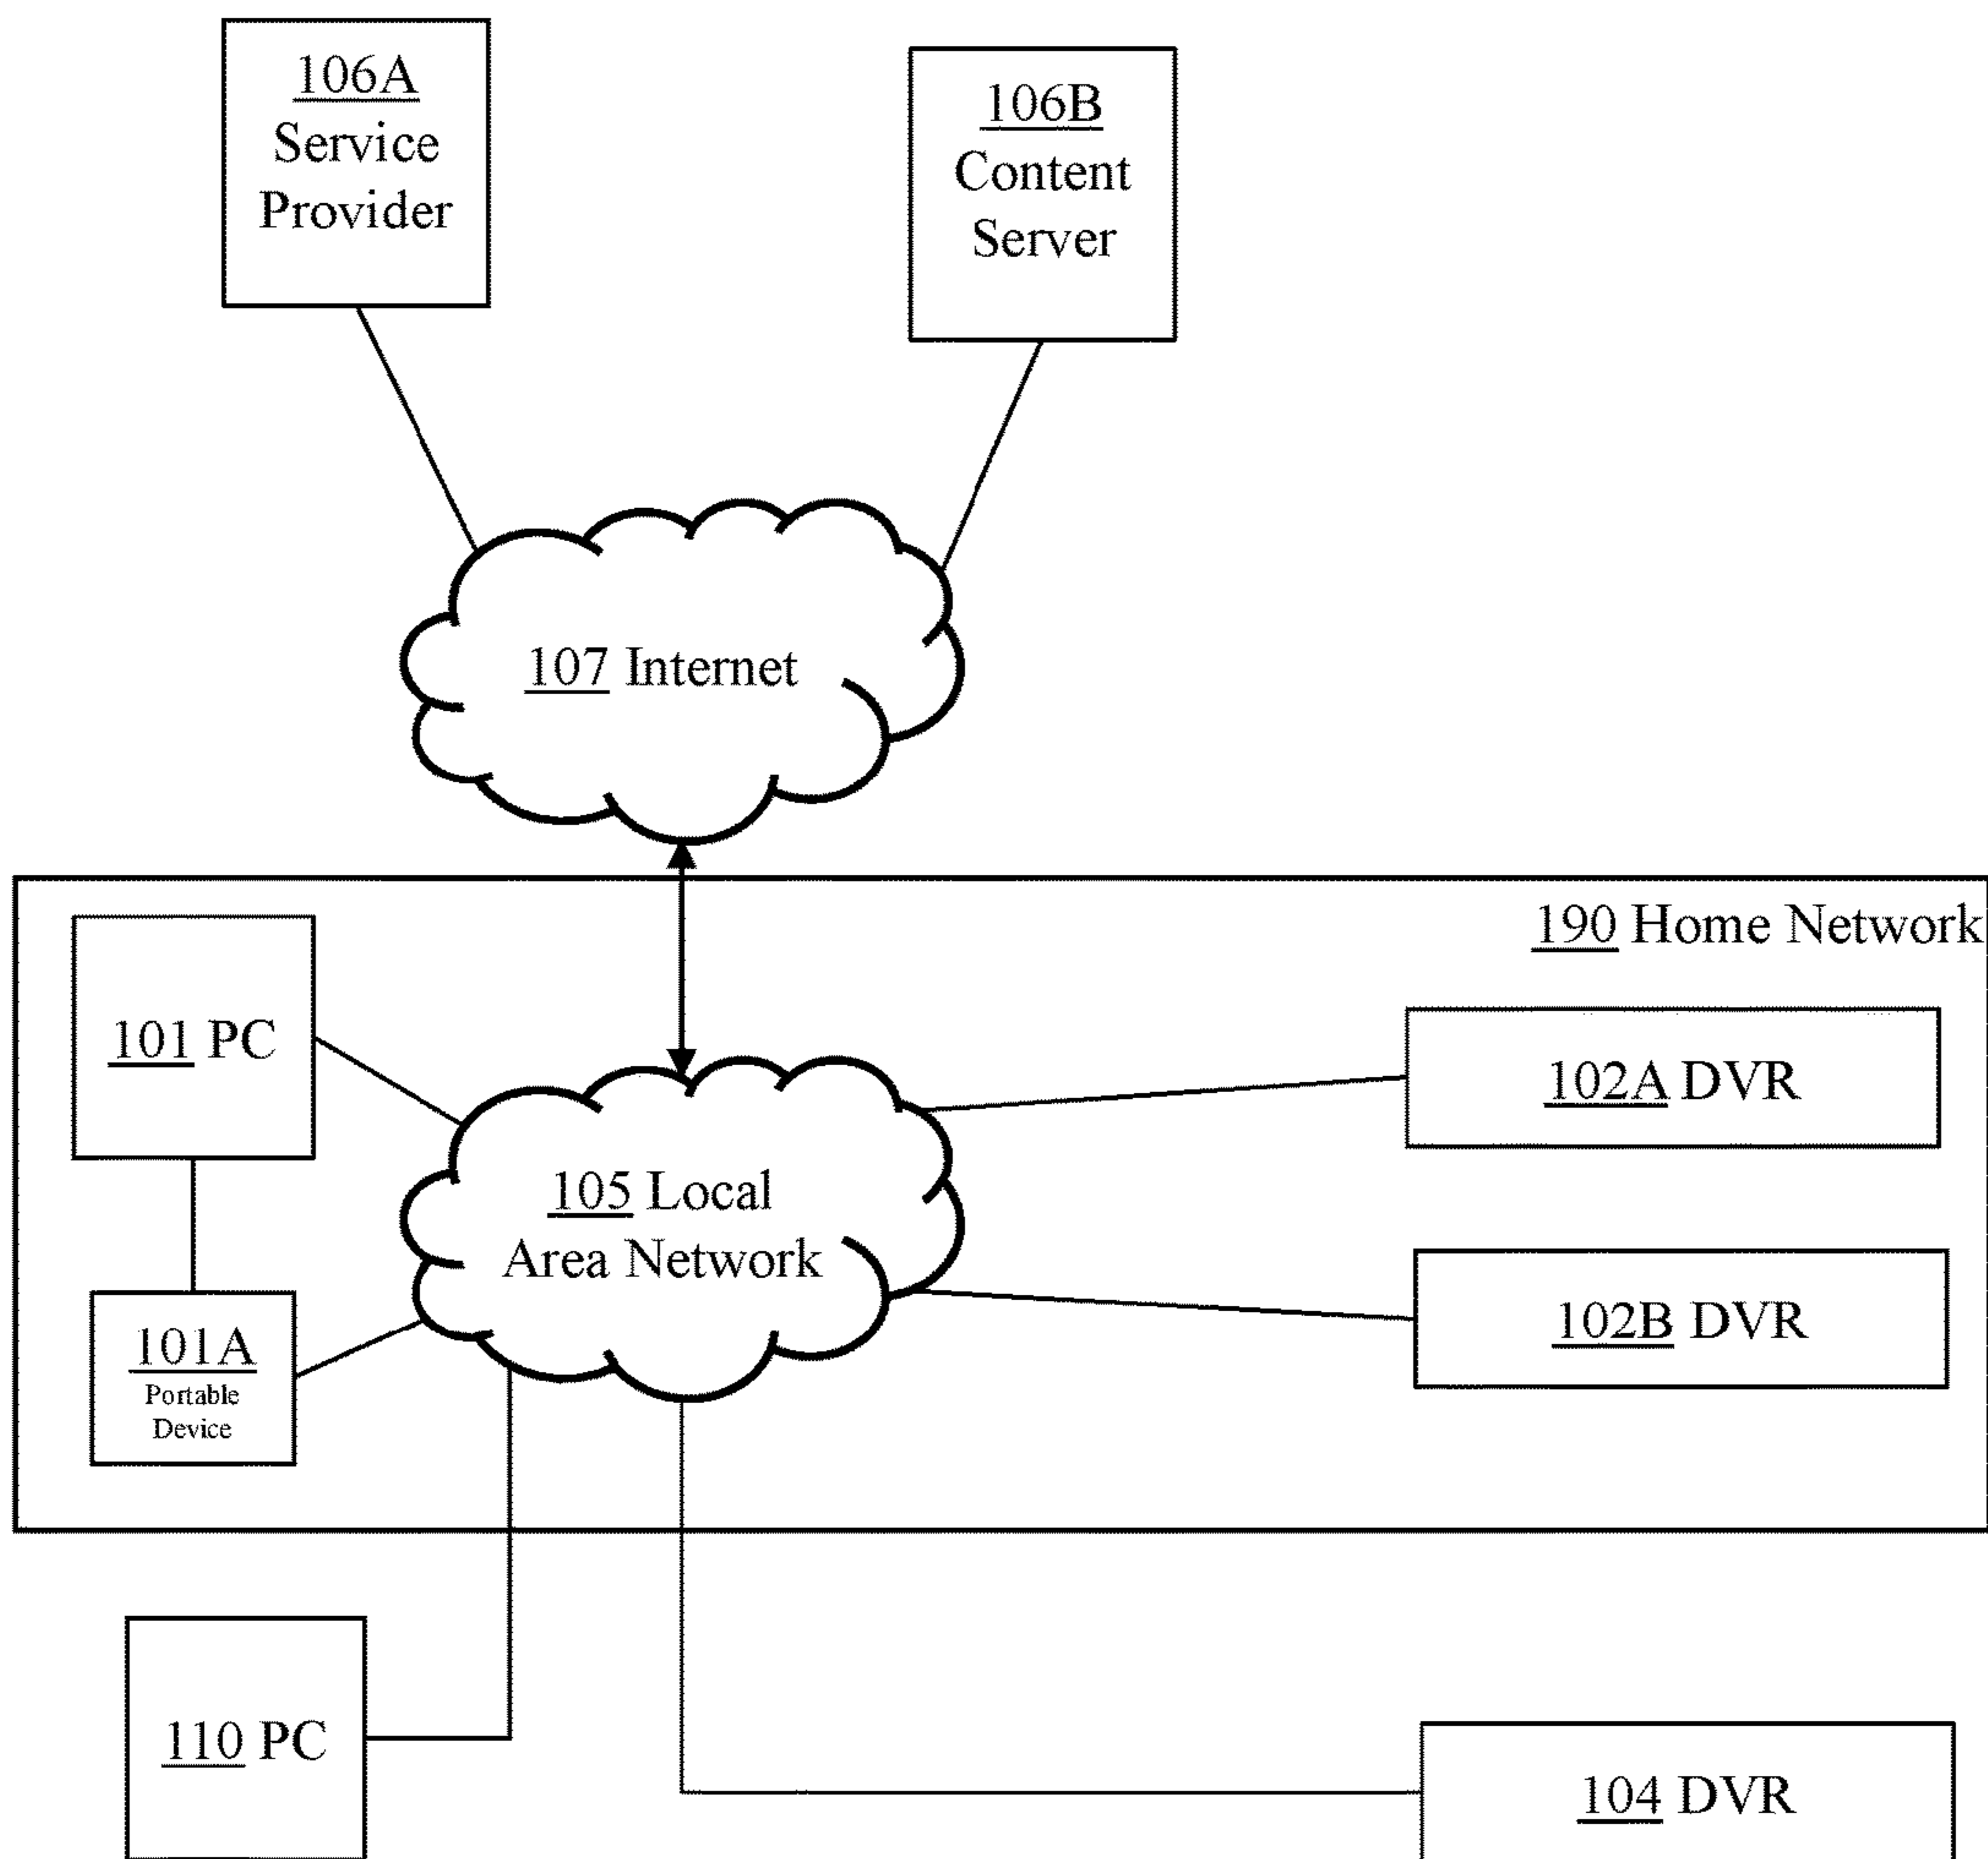 106A
Service
Provider
106B
Content
Server
107 Internet
190 Home Network
101 PC
102A DVR
105 Local
Area Network
102B DVR
101A
Portable
Device
110 PC
104 DVR